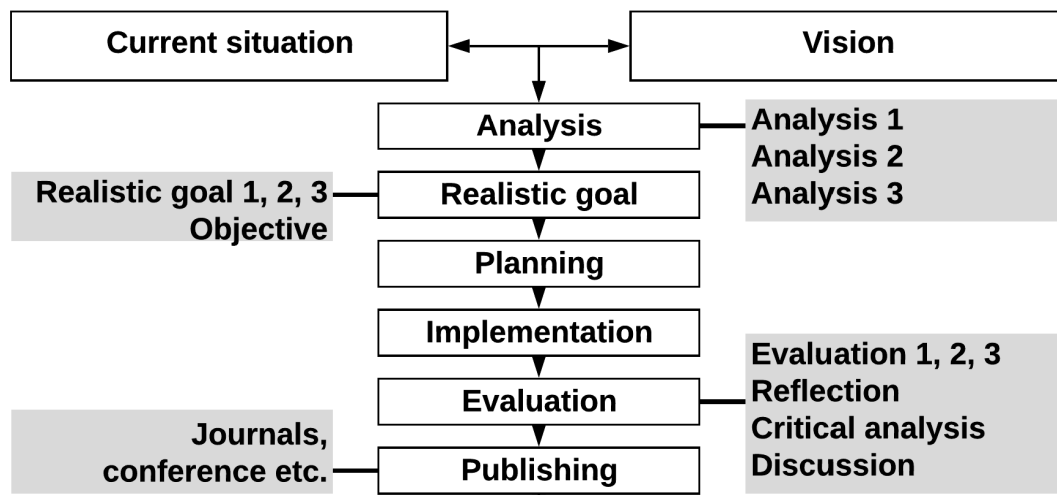 Current situation
Vision
Analysis
Analysis 1
Analysis 2
Analysis 3
Realistic goal 1, 2, 3
Objective
Realistic goal
Planning
Implementation
Evaluation
Evaluation 1, 2, 3
Reflection
Critical analysis
Discussion
Journals,
conference etc.
Publishing